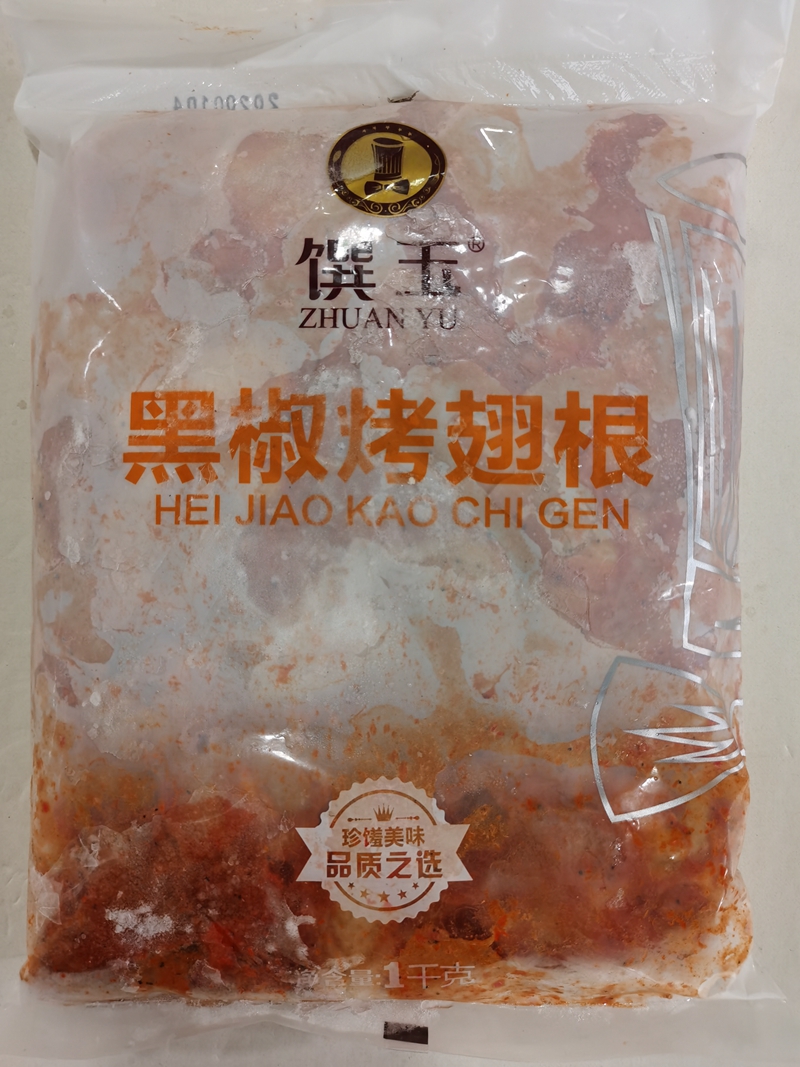 20200104
馔玉®
ZHUAN YU
黑椒烤翅根
HEI JIAO KAO CHI GEN
珍馐美味
品质之选
净含量:1千克